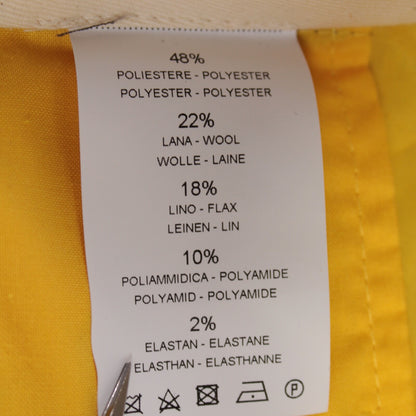 48%
POLIESTERE - POLYESTER
POLYESTER - POLYESTER
22%
LANA - WOOL
WOLLE - LAINE
18%
LINO - FLAX
LEINEN - LIN
10%
POLIAMMIDICA - POLYAMIDE
POLYAMID - POLYAMIDE
2%
ELASTAN - ELASTANE
ELASTHAN - ELASTHANNE
P